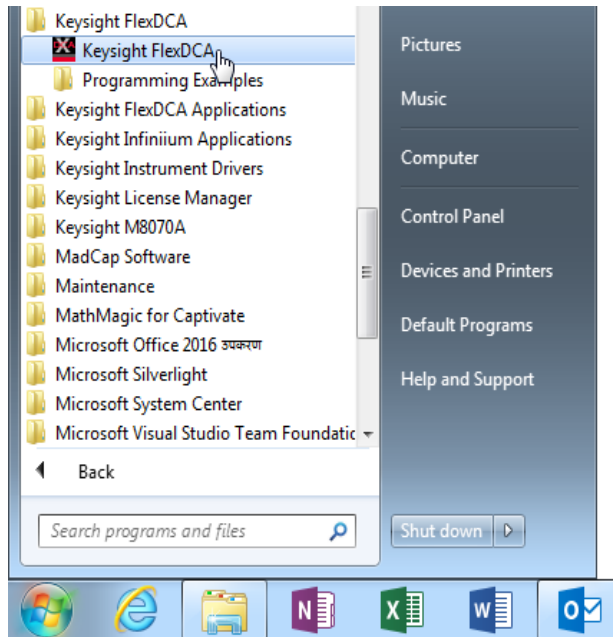 Keysight FlexDCA
Keysight FlexDCA
Programming Examples
Keysight FlexDCA Applications
Keysight Infiniium Applications
Keysight Instrument Drivers
Keysight License Manager
Keysight M8070A
MadCap Software
Maintenance
MathMagic for Captivate
Microsoft Office 2016 उपकरण
Microsoft Silverlight
Microsoft System Center
Microsoft Visual Studio Team Foundatic
Back
Search programs and files
Pictures
Music
Computer
Control Panel
Devices and Printers
Default Programs
Help and Support
Shut down
N
X
W
O